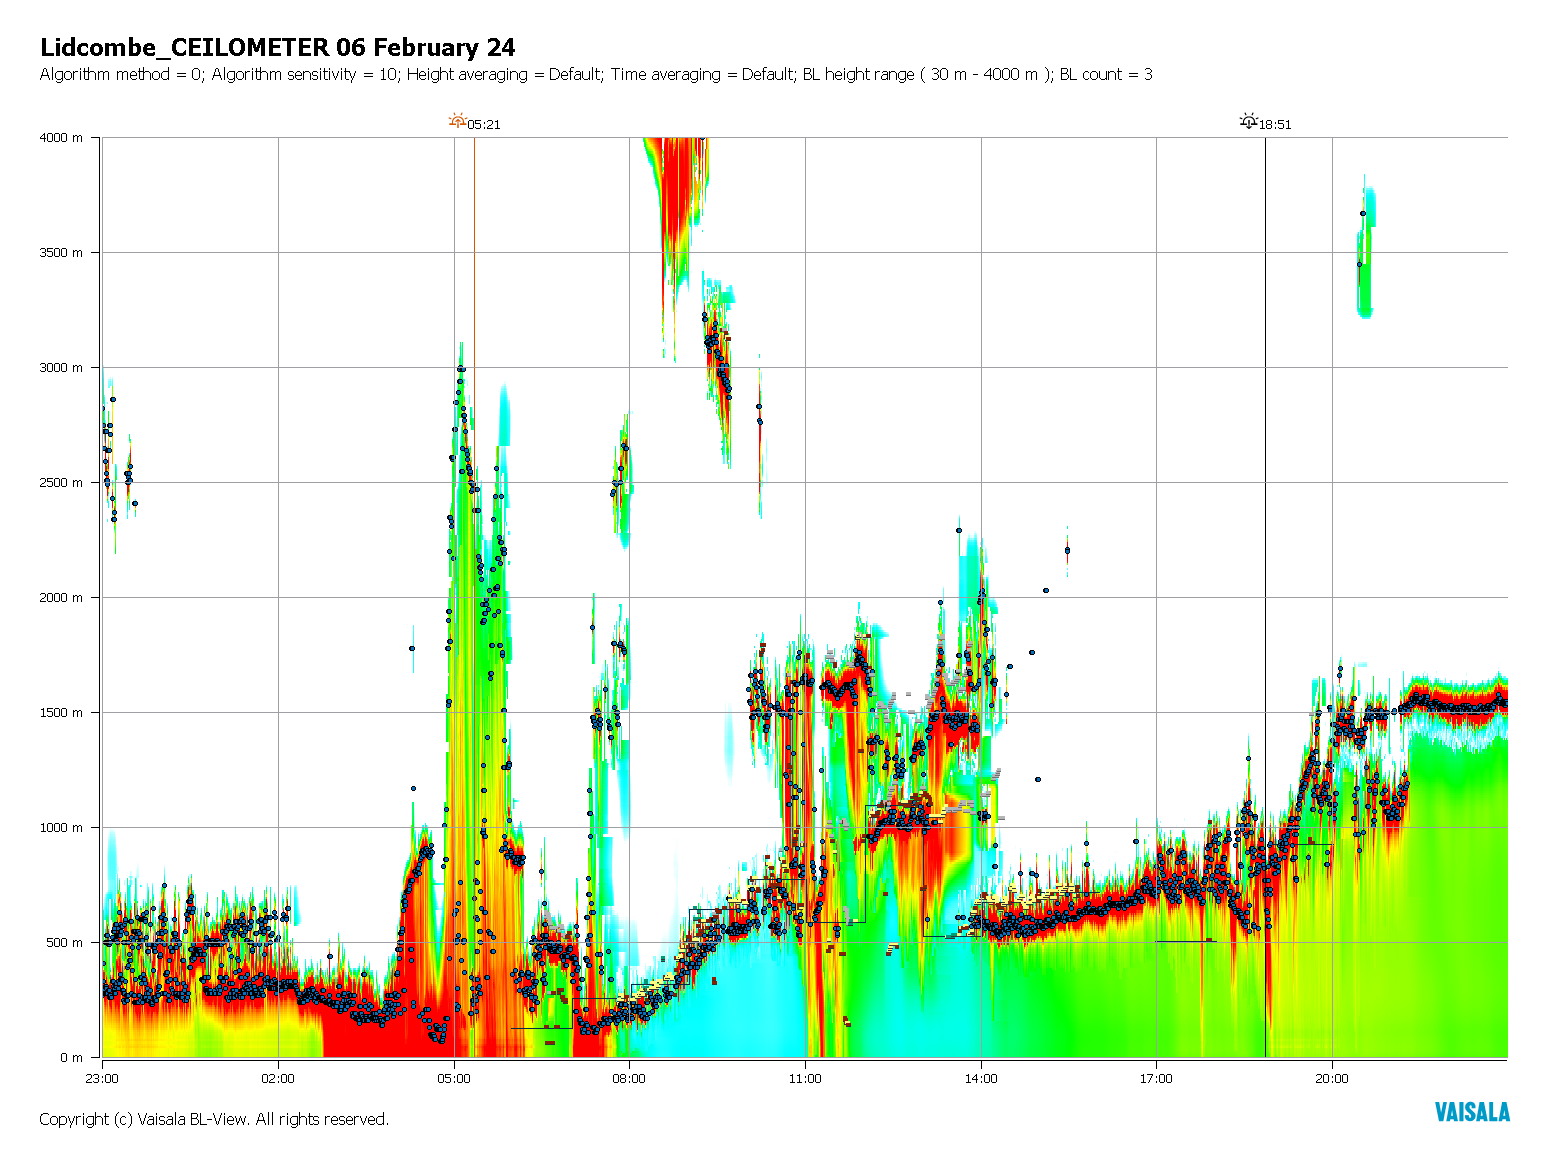 Lidcombe_CEILOMETER 06 February 24
Algorithm method = 0; Algorithm sensitivity = 10; Height averaging = Default; Time averaging = Default; BL height range ( 30 m - 4000 m ); BL count = 3
05:21
18:51
4000 m
3500 m
3000 m
2500 m
2000 m
1500 m
1000 m
500 m
0 m
23:00
02:00
05:00
08:00
11:00
14:00
17:00
20:00
Copyright (c) Vaisala BL-View. All rights reserved.
VAISALA